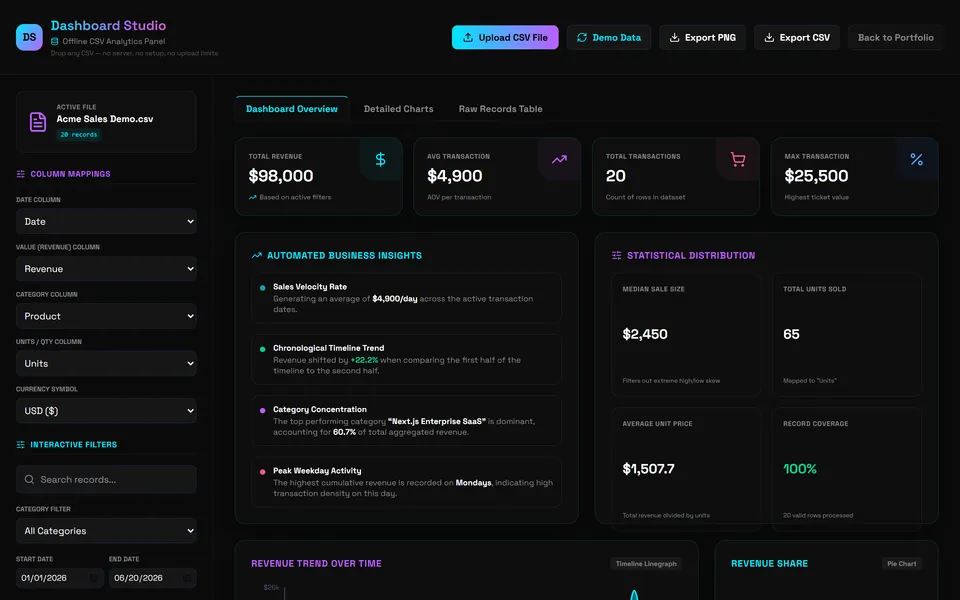 DS
Dashboard Studio
Offline CSV Analytics Panel
Drop any CSV — no server, no setup, no upload limits
Upload CSV File
Demo Data
Export PNG
Export CSV
Back to Portfolio
ACTIVE FILE
Acme Sales Demo.csv
20 records
COLUMN MAPPINGS
DATE COLUMN
Date
VALUE (REVENUE) COLUMN
Revenue
CATEGORY COLUMN
Product
UNITS / QTY COLUMN
Units
CURRENCY SYMBOL
USD ($)
INTERACTIVE FILTERS
Search records...
CATEGORY FILTER
All Categories
START DATE
END DATE
01/01/2026
06/20/2026
Dashboard Overview
Detailed Charts
Raw Records Table
TOTAL REVENUE
$98,000
Based on active filters
AVG TRANSACTION
$4,900
AOV per transaction
TOTAL TRANSACTIONS
20
Count of rows in dataset
MAX TRANSACTION
$25,500
Highest ticket value
AUTOMATED BUSINESS INSIGHTS
Sales Velocity Rate
Generating an average of $4,900/day across the active transaction
dates.
Chronological Timeline Trend
Revenue shifted by +22.2% when comparing the first half of the
timeline to the second half.
Category Concentration
The top performing category "Next.js Enterprise SaaS" is dominant,
accounting for 60.7% of total aggregated revenue.
Peak Weekday Activity
The highest cumulative revenue is recorded on Mondays, indicating high
transaction density on this day.
STATISTICAL DISTRIBUTION
MEDIAN SALE SIZE
$2,450
Filters out extreme high/low skew
TOTAL UNITS SOLD
65
Mapped to "Units"
AVERAGE UNIT PRICE
$1,507.7
Total revenue divided by units
RECORD COVERAGE
100%
20 valid rows processed
REVENUE TREND OVER TIME
Timeline Linegraph
$26k
REVENUE SHARE
Pie Chart